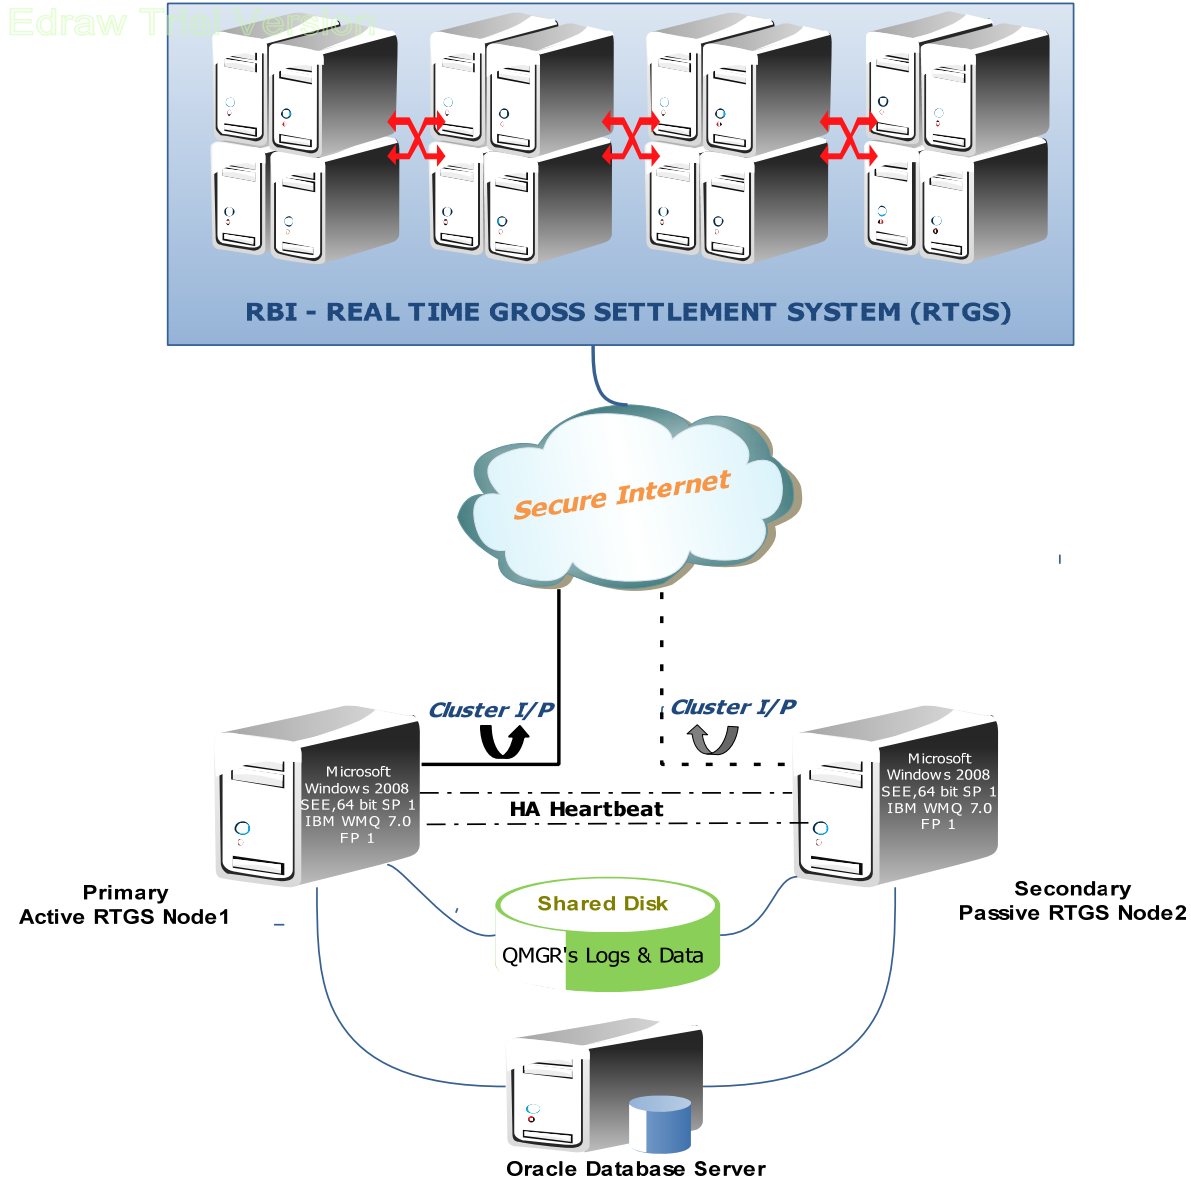 Edraw Trial Version
RBI - REAL TIME GROSS SETTLEMENT SYSTEM (RTGS)
Secure Internet
Cluster I/P
Cluster I/P
Microsoft
Windows 2008
SEE,64 bit SP 1
IBM WMQ 7.0
FP 1
Microsoft
Windows 2008
SEE,64 bit SP 1
IBM WMQ 7.0
FP 1
HA Heartbeat
Primary
Active RTGS Node1
Secondary
Passive RTGS Node2
Shared Disk
QMGR's Logs & Data
Oracle Database Server